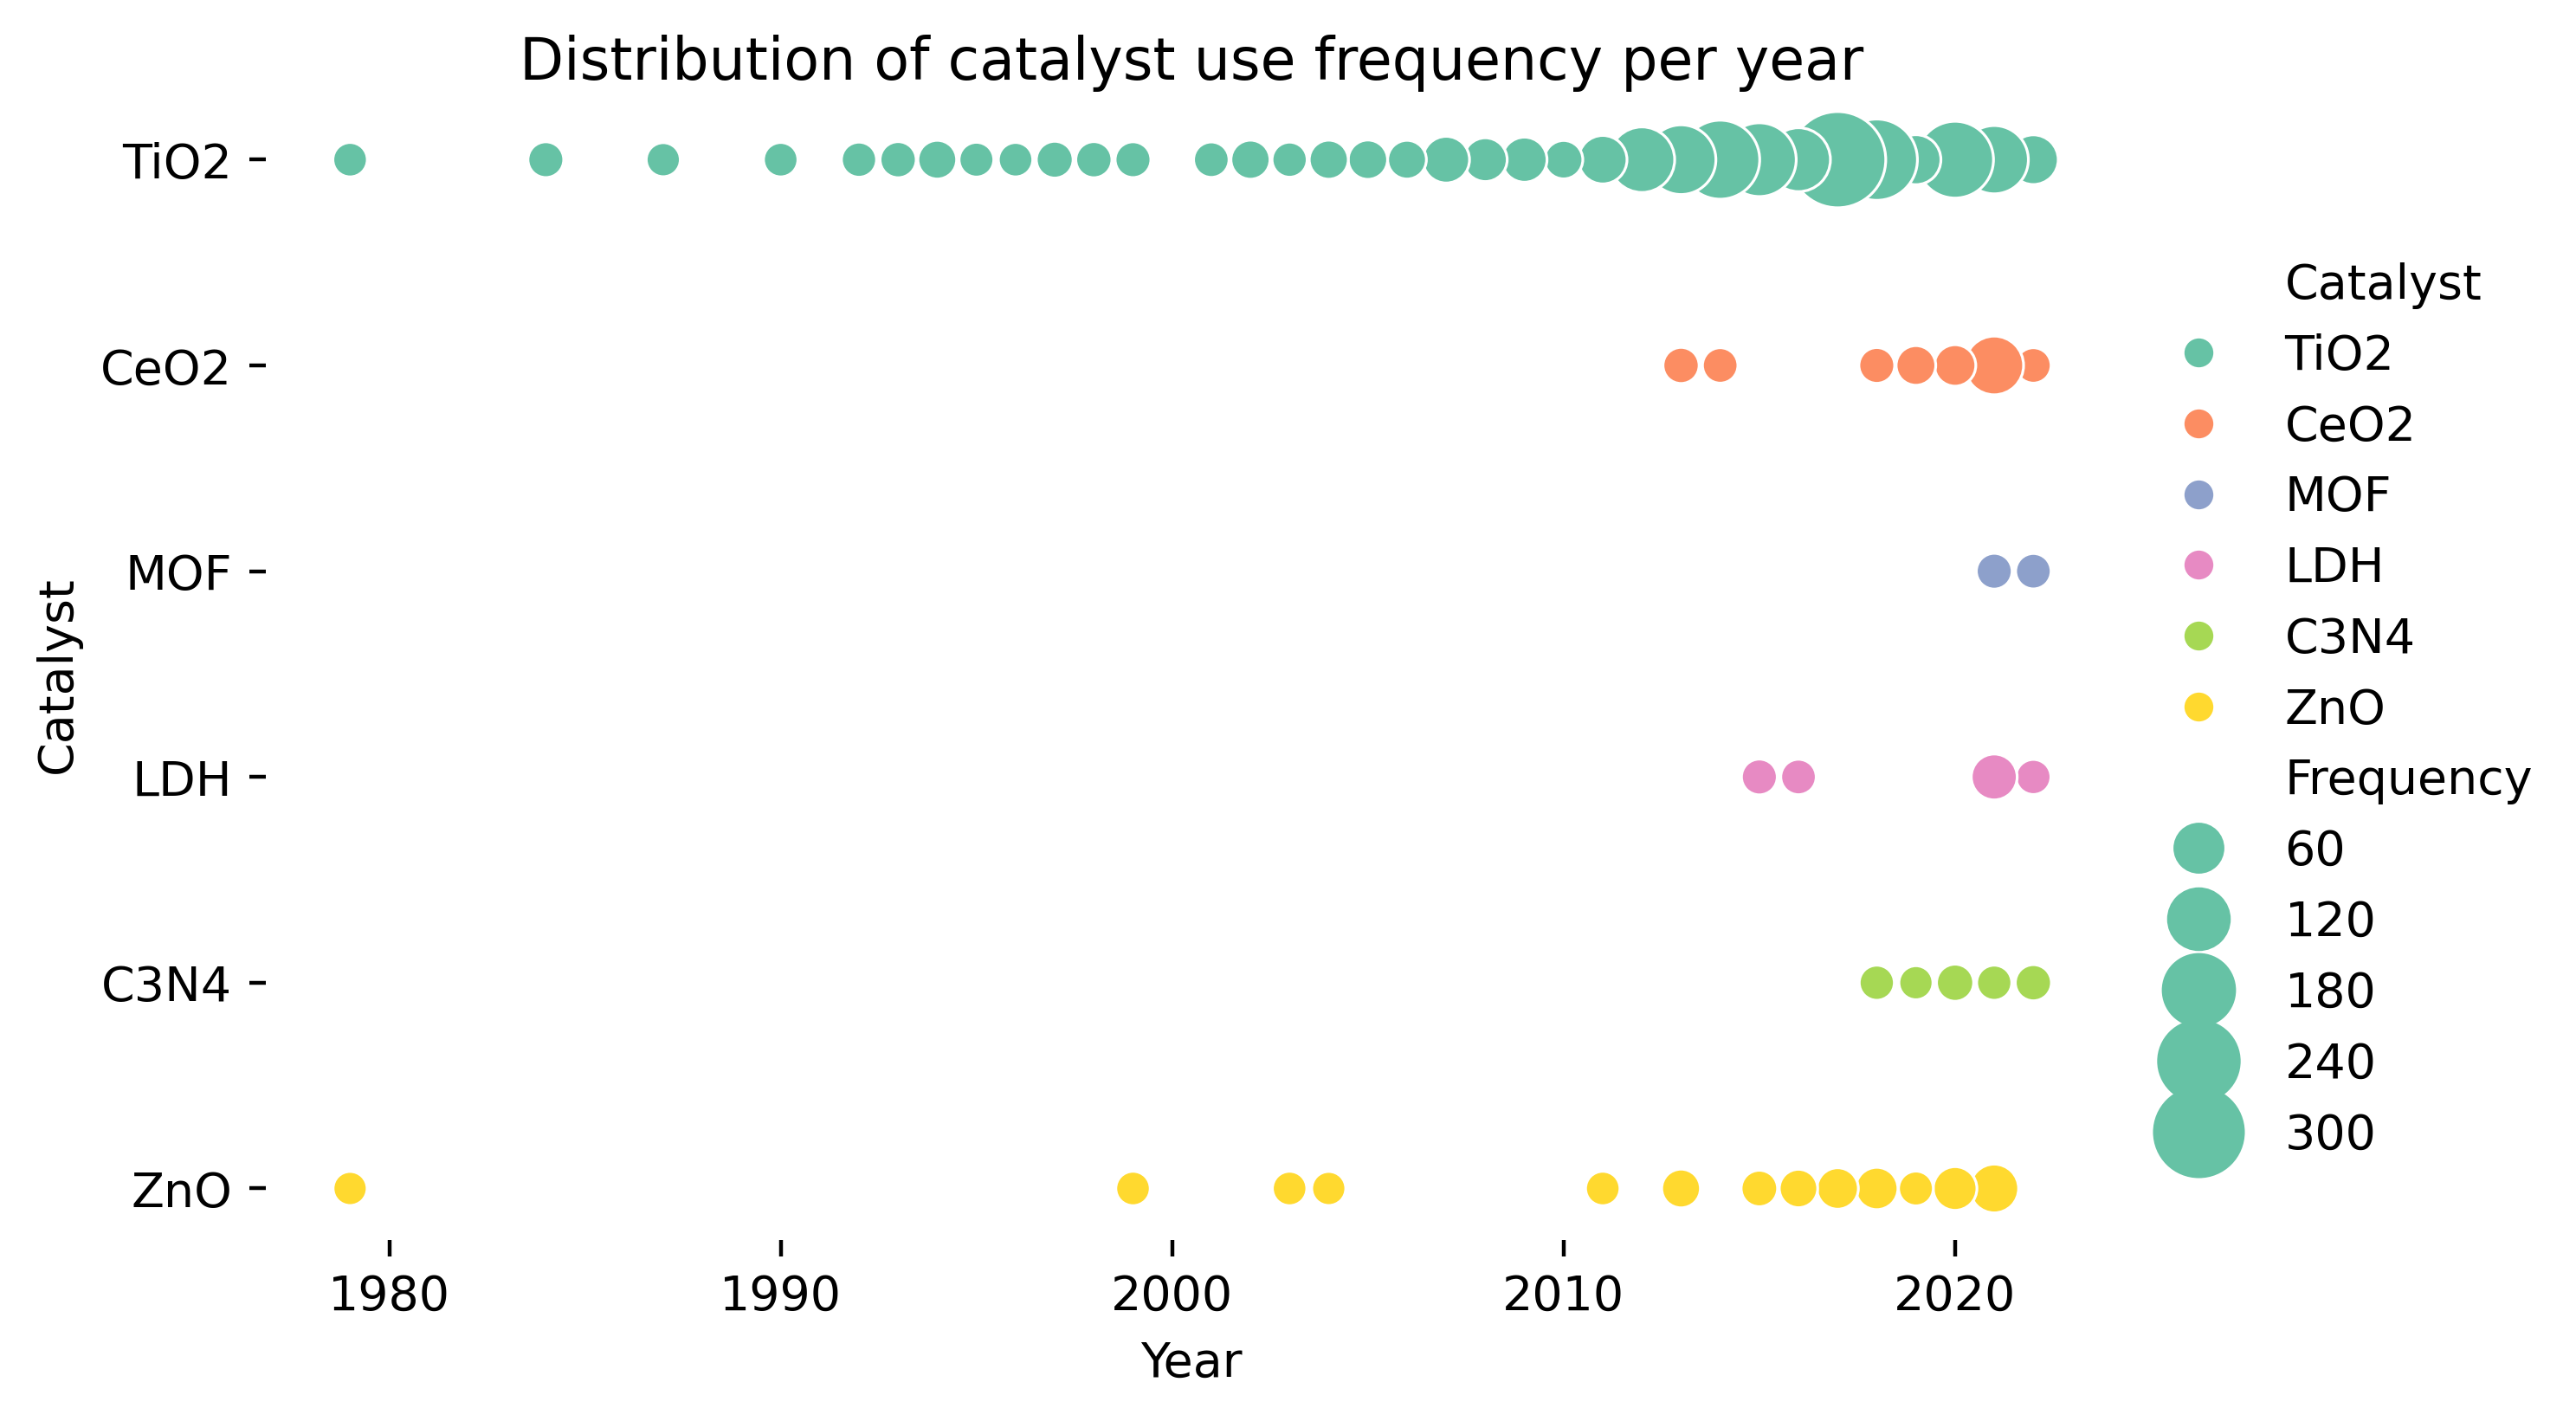 Distribution of catalyst use frequency per year
TiO2
CeO2
MOF
LDH
C3N4
ZnO
Catalyst
1980
1990
2000
2010
2020
Year
Catalyst
TiO2
CeO2
MOF
LDH
C3N4
ZnO
Frequency
60
120
180
240
300